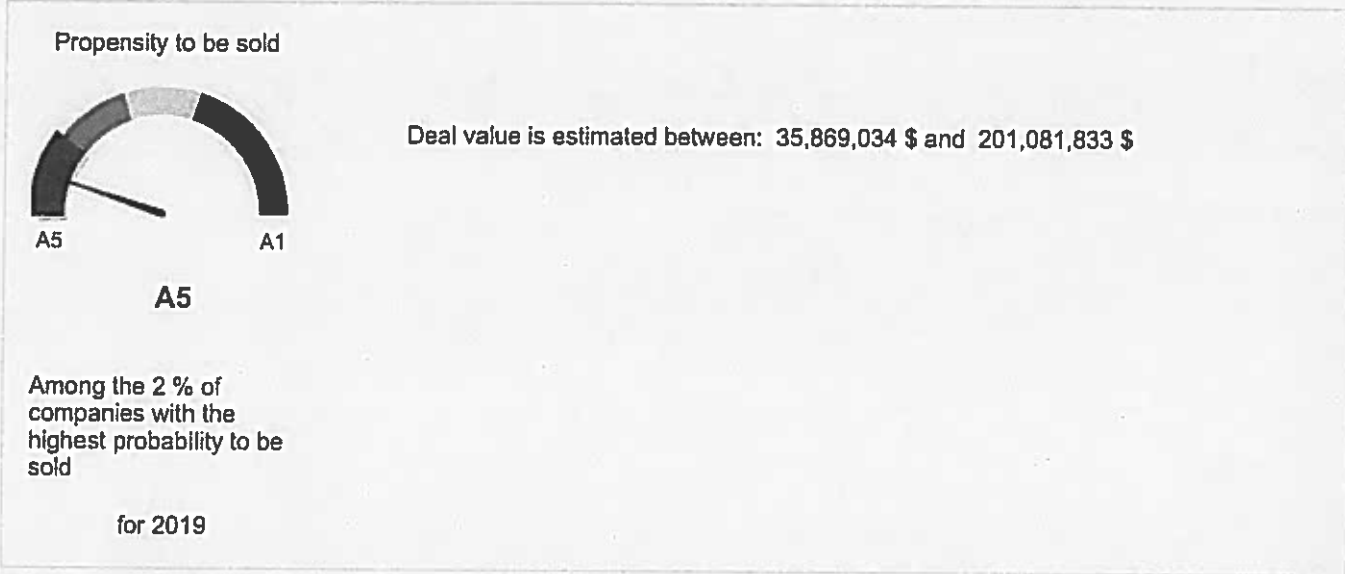 Propensity to be sold
Deal value is estimated between: 35,869,034 $ and 201,081,833 $
A5 A1
A5
Among the 2 % of
companies with the
highest probability to be
sold
for 2019